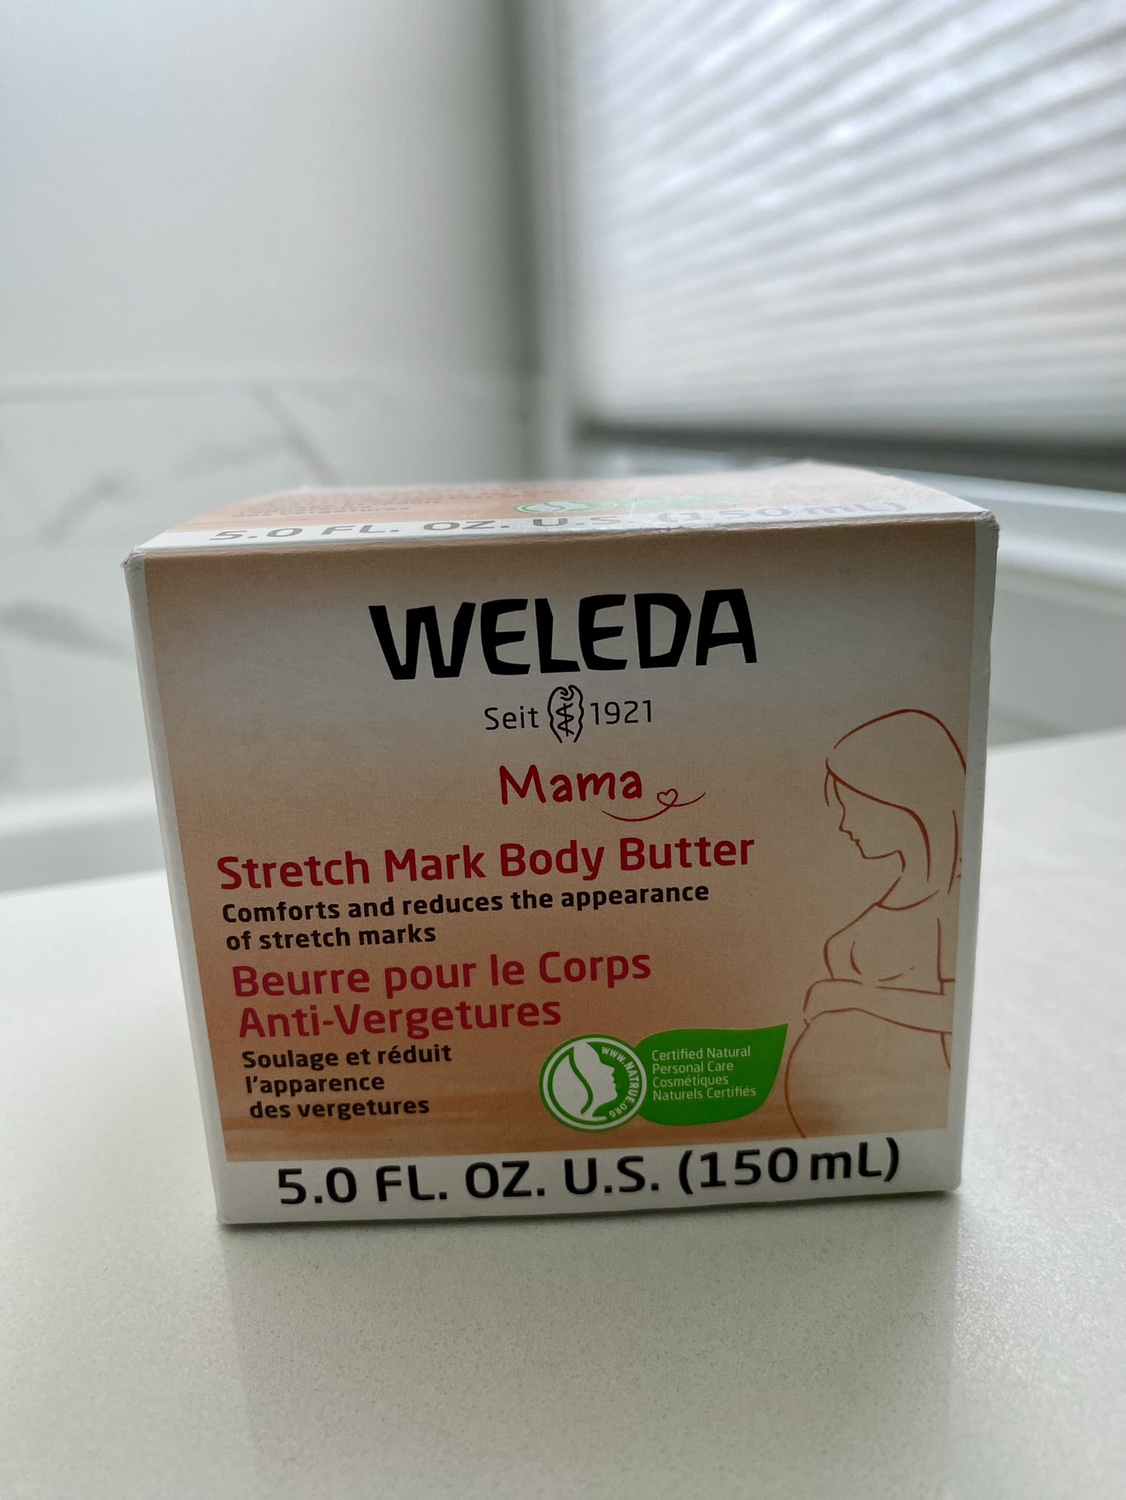 5.0 FL. OZ. U.S. (150 mL)
WELEDA
Seit 1921
Mama
Stretch Mark Body Butter
Comforts and reduces the appearance
of stretch marks
Beurre pour le Corps
Anti-Vergetures
Soulage et réduit
l'apparence
des vergetures
WWW.NATRUE.ORG
Certified Natural
Personal Care
Cosmétiques
Naturels Certifiés
5.0 FL. OZ. U.S. (150 mL)